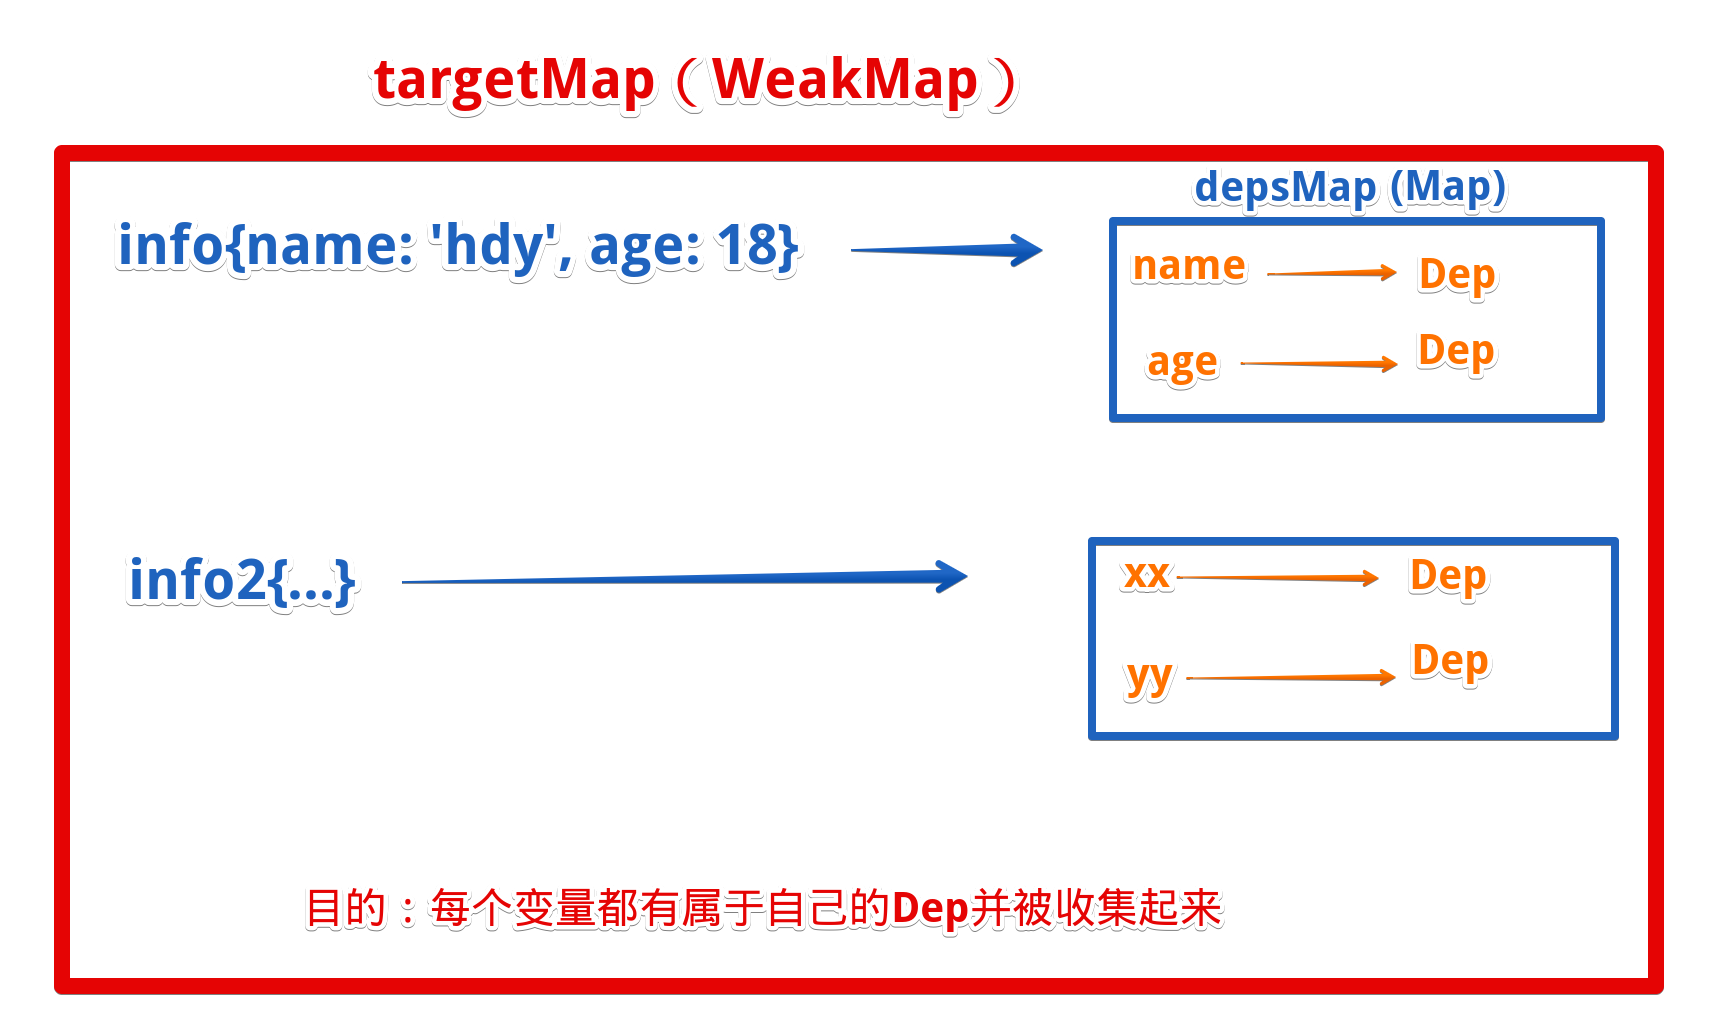 targetMap（WeakMap）
depsMap (Map)
info{name: 'hdy', age: 18}
name
Dep
age
Dep
info2{...}
xx
Dep
yy
Dep
目的：每个变量都有属于自己的Dep并被收集起来